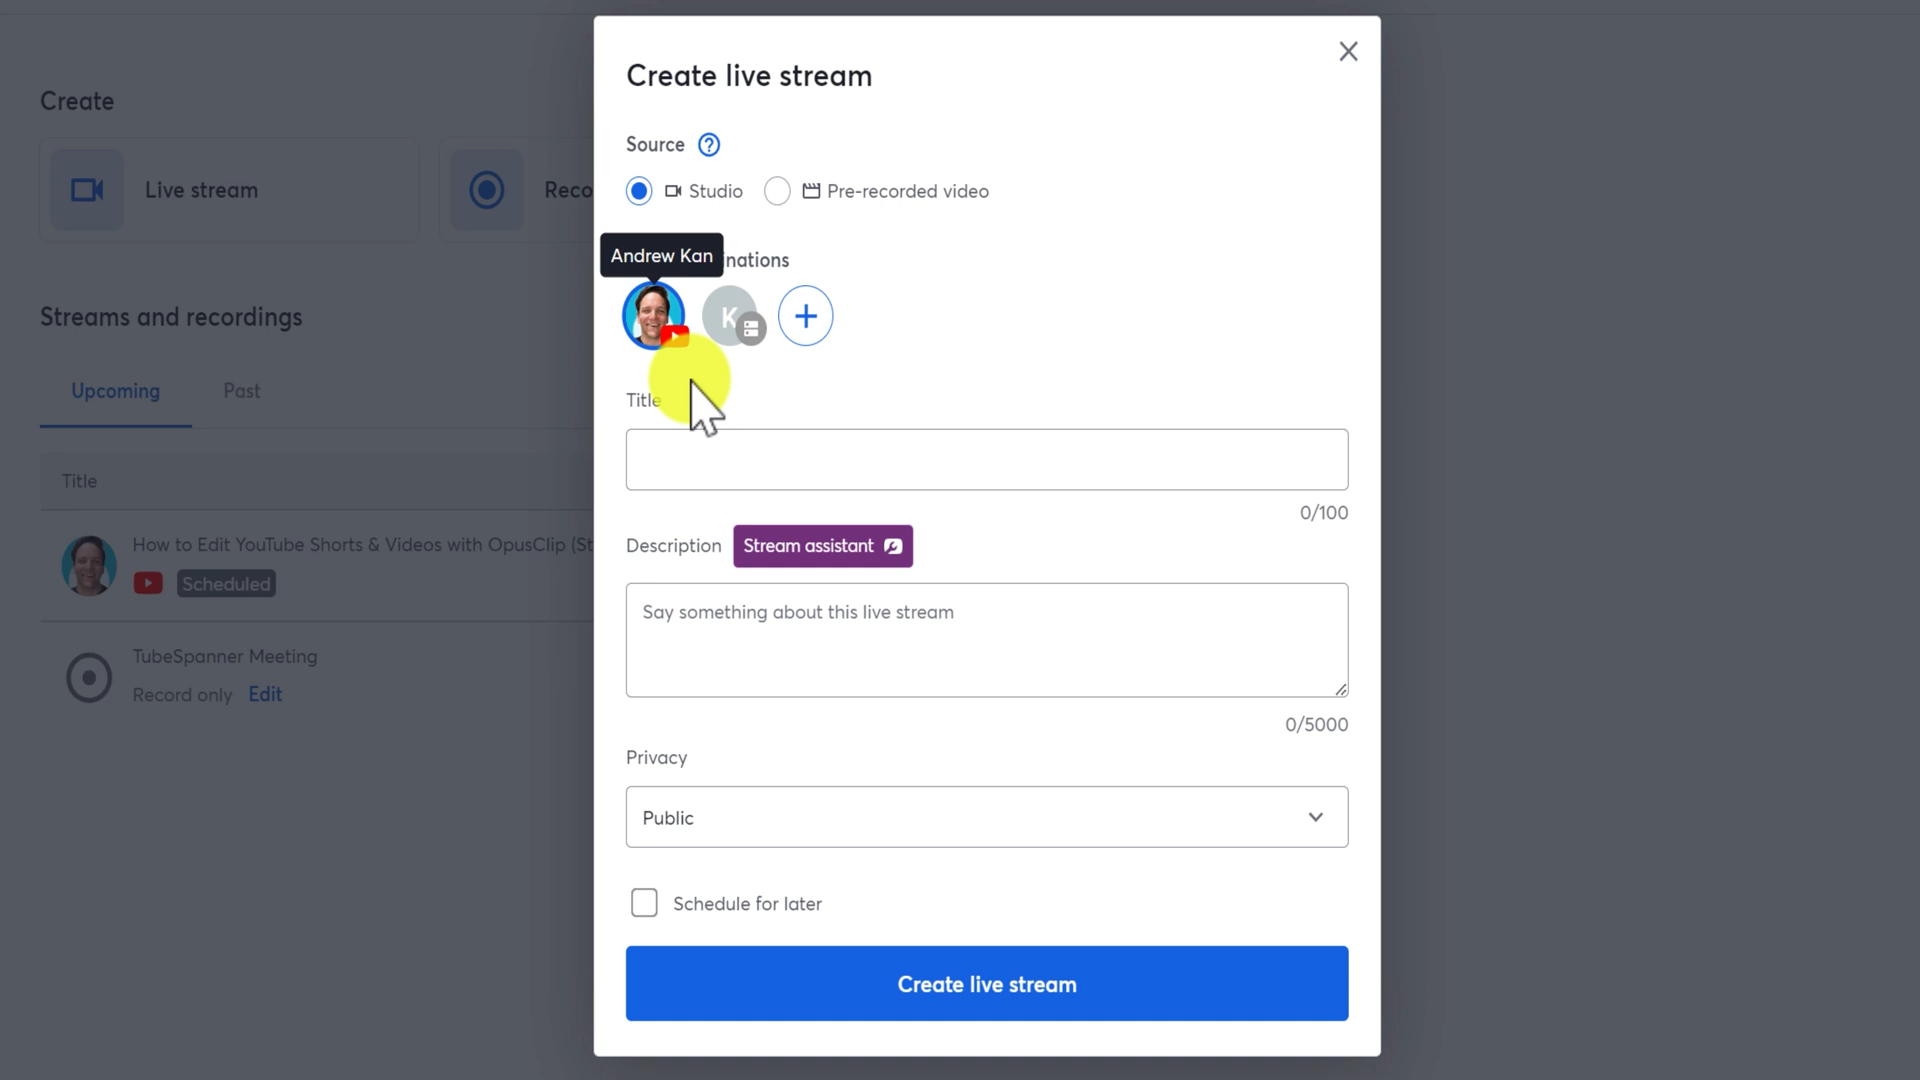 Create live stream
Source ?
Studio Pre-recorded video
Andrew Kan
inations
K
Title
0/100
Description Stream assistant
Say something about this live stream
0/5000
Privacy
Public
Schedule for later
Create live stream
Create
Live stream
Reco
Streams and recordings
Upcoming Past
Title
How to Edit YouTube Shorts & Videos with OpusClip (St
Scheduled
TubeSpanner Meeting
Record only Edit